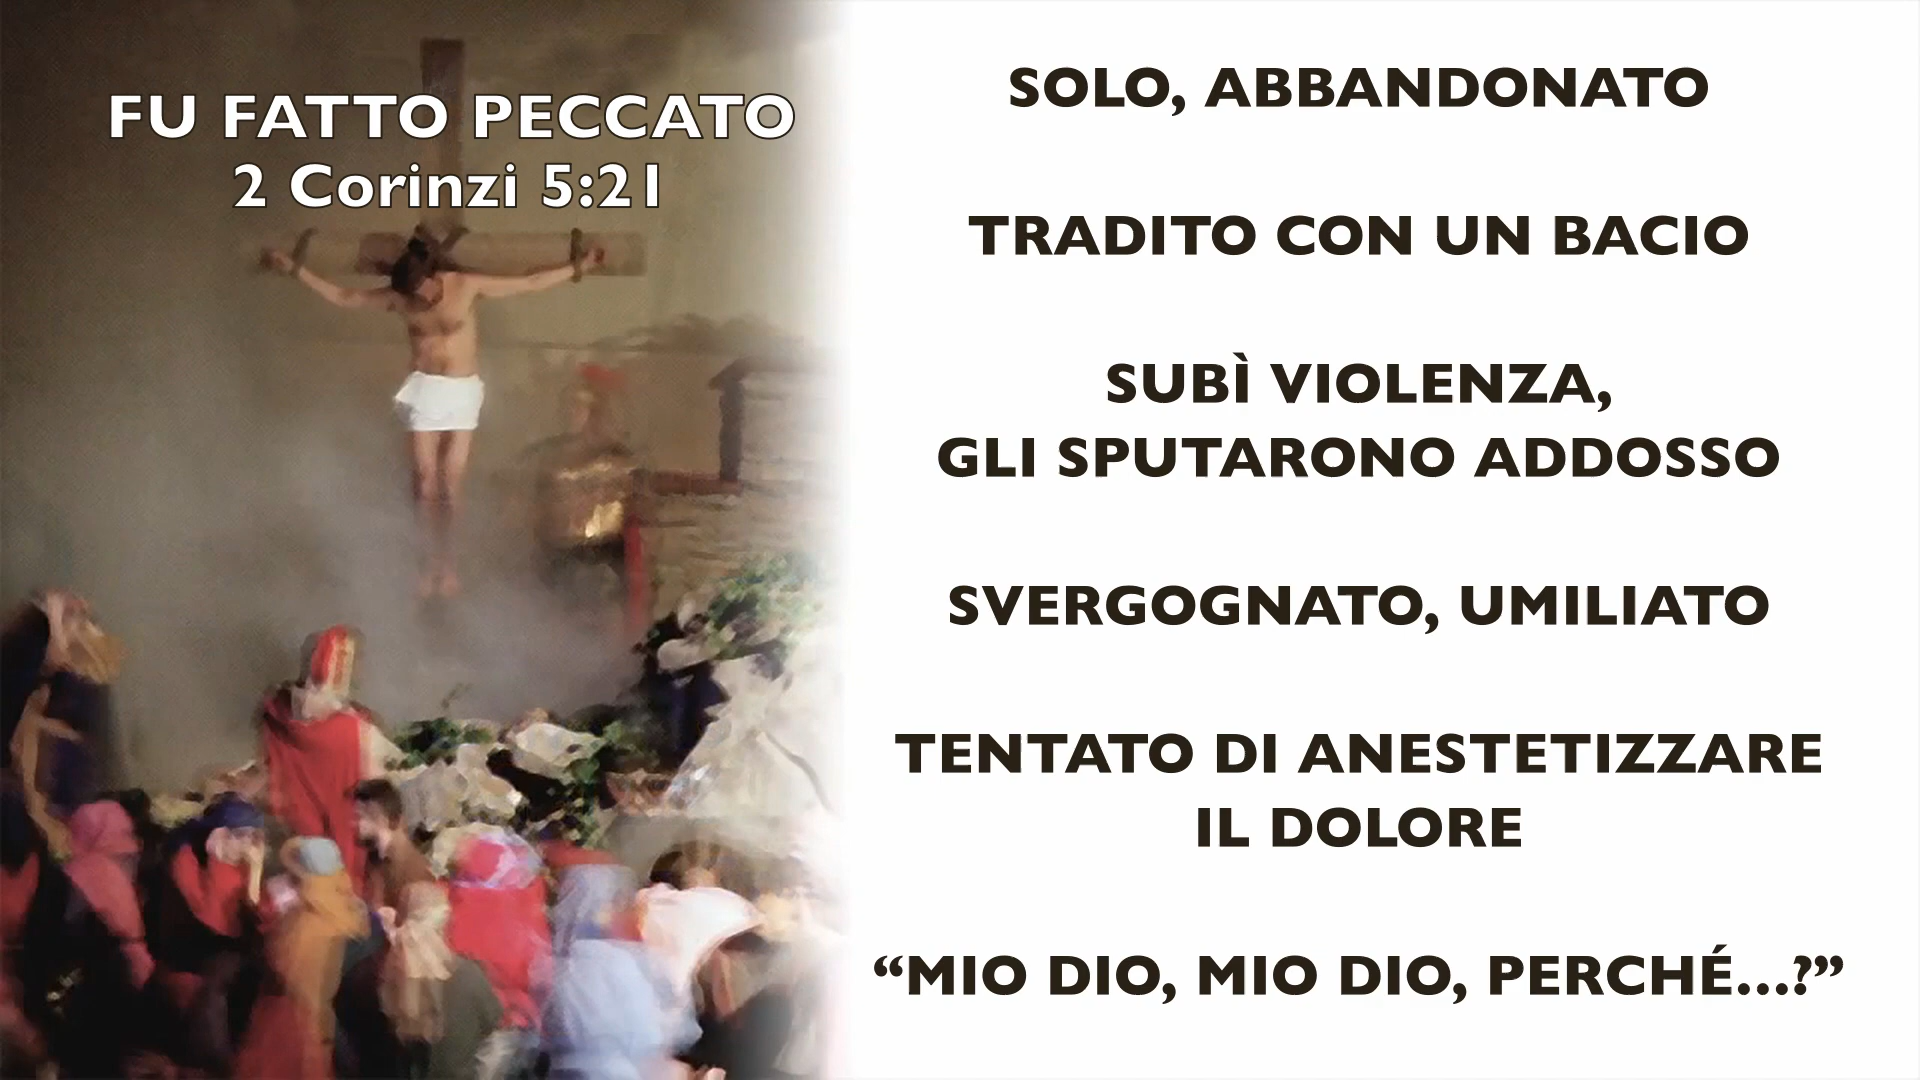 FU FATTO PECCATO
2 Corinzi 5:21
SOLO, ABBANDONATO
TRADITO CON UN BACIO
SUBÌ VIOLENZA,
GLI SPUTARONO ADDOSSO
SVERGOGNATO, UMILIATO
TENTATO DI ANESTETIZZARE
IL DOLORE
“MIO DIO, MIO DIO, PERCHÉ...?”